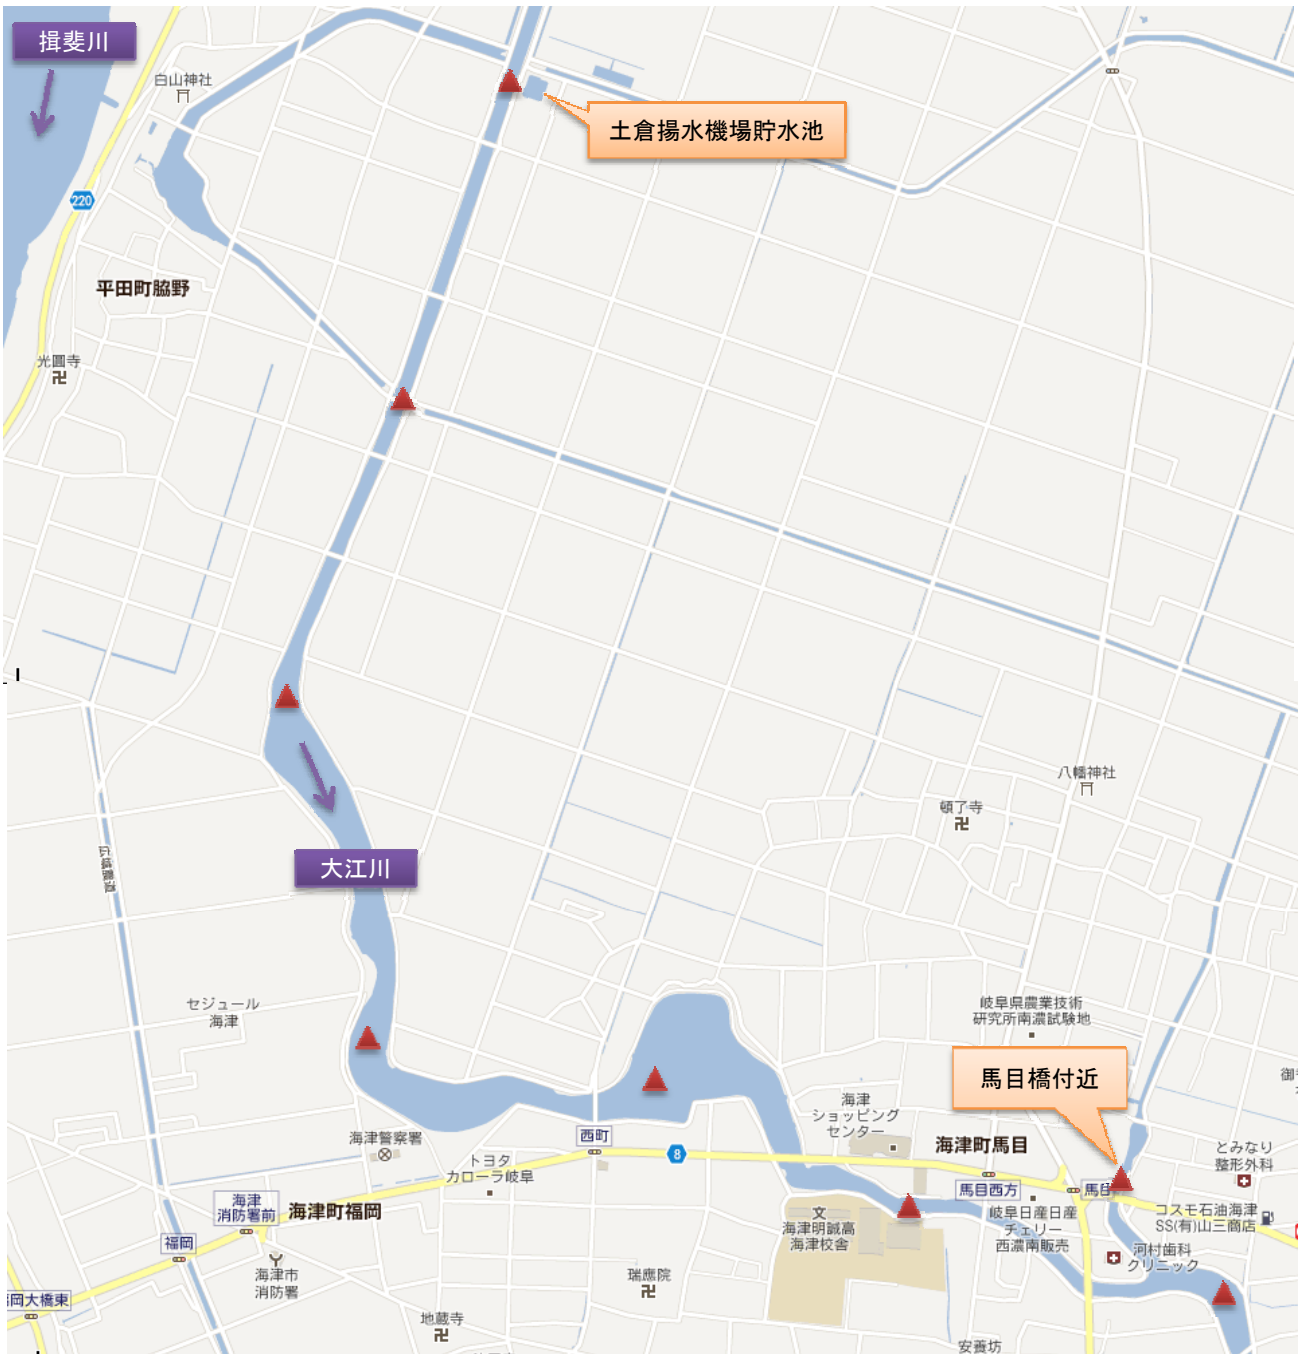 揖斐川
白山神社
土倉揚水機場貯水池
220
平田町脇野
光圓寺
八幡神社
頓了寺
大江川
広域農道
セジュール
海津
岐阜県農業技術
研究所南濃試験地
馬目橋付近
海津
ショッピング
センター
海津警察署
西町
8
海津町馬目
とみなり
整形外科
トヨタ
カローラ岐阜
馬目西方
海津
消防署前
海津町福岡
海津明誠高
海津校舎
岐阜日産日産
チェリー
西濃南販売
コスモ石油海津
SS(有)山三商店
福岡
河村歯科
クリニック
海津市
消防署
瑞應院
岡大橋東
地蔵寺
安養坊